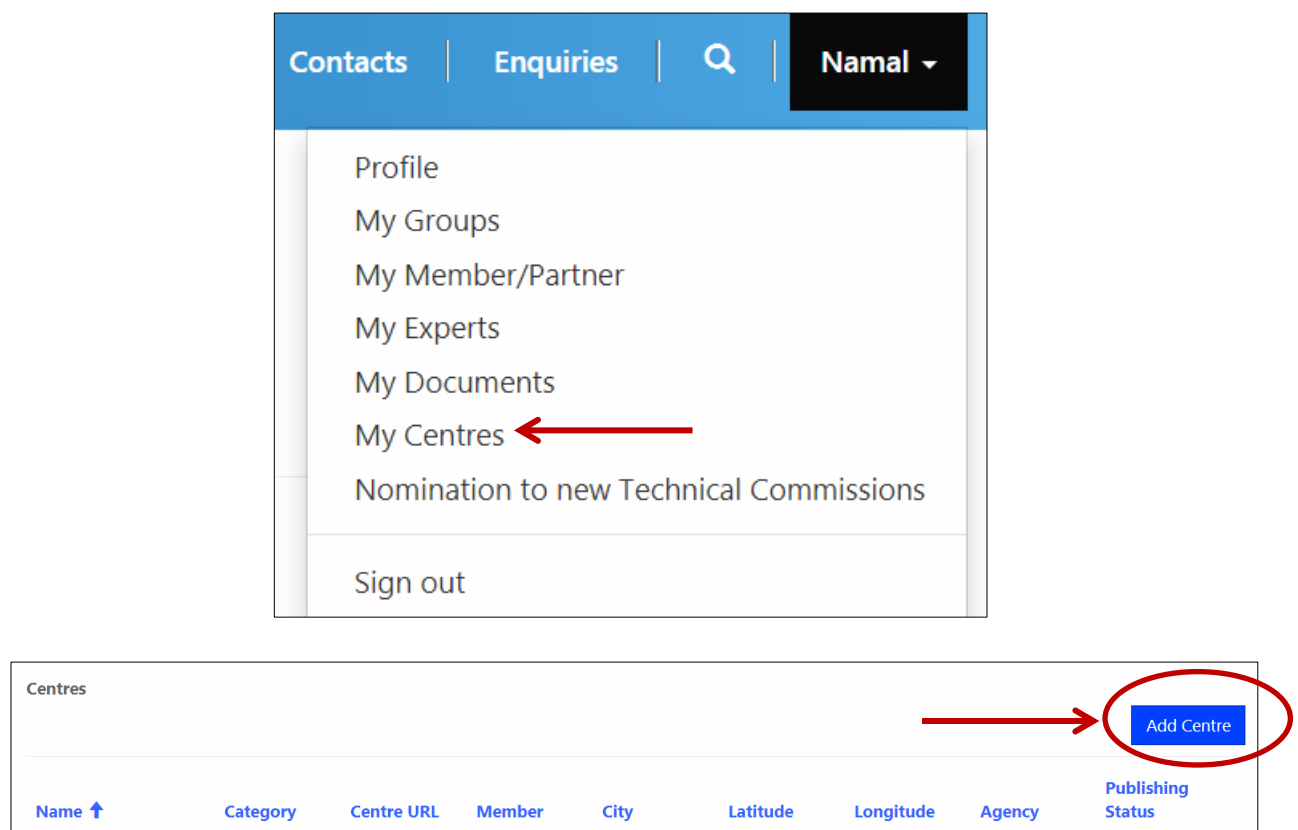 Contacts Enquiries Namal
Profile
My Groups
My Member/Partner
My Experts
My Documents
My Centres
Nomination to new Technical Commissions
Sign out
Centres
Add Centre
Name Category Centre URL Member City Latitude Longitude Agency Publishing Status